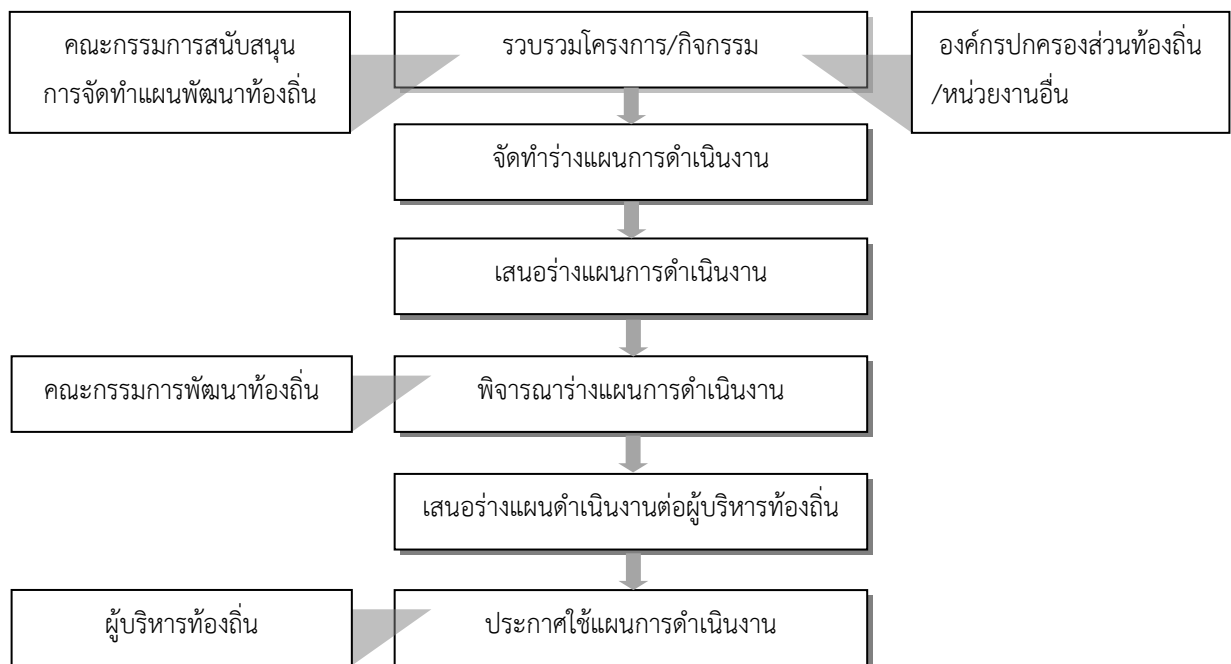 คณะกรรมการสนับสนุน
การจัดทำแผนพัฒนาท้องถิ่น
รวบรวมโครงการ/กิจกรรม
องค์กรปกครองส่วนท้องถิ่น
/หน่วยงานอื่น
จัดทำร่างแผนการดำเนินงาน
เสนอร่างแผนการดำเนินงาน
คณะกรรมการพัฒนาท้องถิ่น
พิจารณาร่างแผนการดำเนินงาน
เสนอร่างแผนดำเนินงานต่อผู้บริหารท้องถิ่น
ผู้บริหารท้องถิ่น
ประกาศใช้แผนการดำเนินงาน